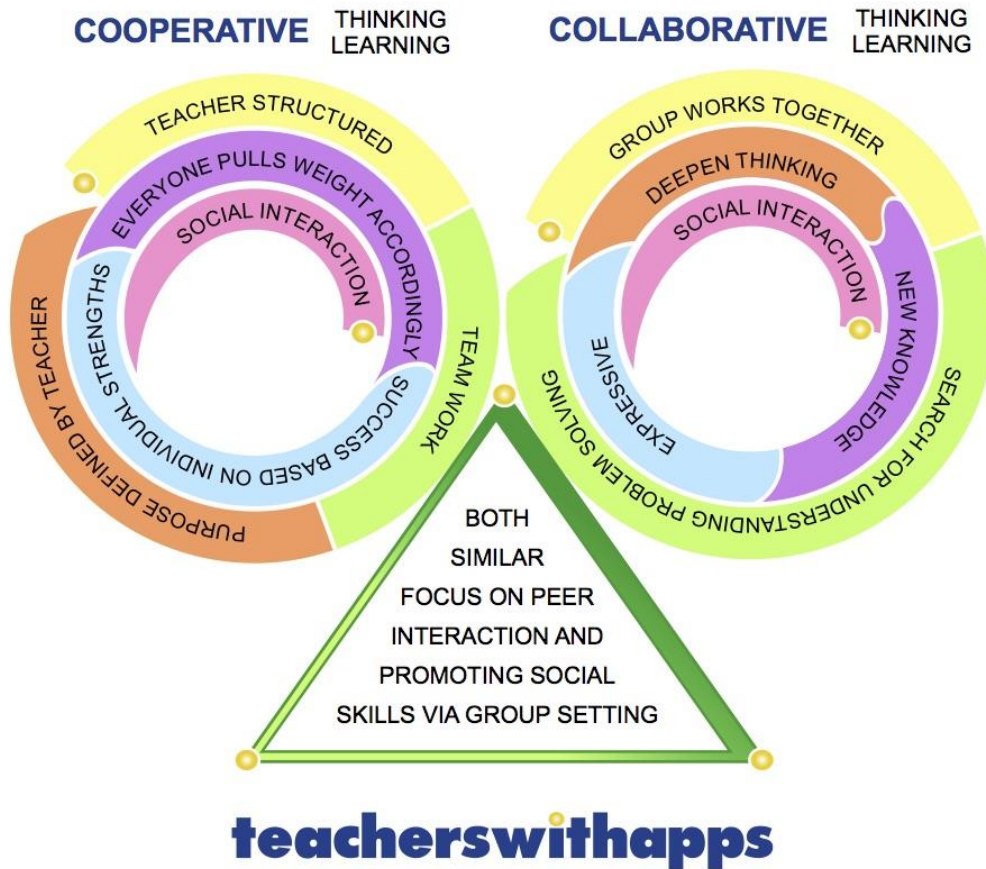 COOPERATIVE
THINKING
LEARNING
TEACHER STRUCTURED
EVERYONE PULLS WEIGHT ACCORDINGLY
SOCIAL INTERACTION
TEAM WORK
SUCCESS BASED ON INDIVIDUAL STRENGTHS
PURPOSE DEFINED BY TEACHER
COLLABORATIVE
THINKING
LEARNING
GROUP WORKS TOGETHER
DEEPEN THINKING
SOCIAL INTERACTION
NEW KNOWLEDGE
EXPRESSIVE
SEARCH FOR UNDERSTANDING PROBLEM SOLVING
BOTH
SIMILAR
FOCUS ON PEER
INTERACTION AND
PROMOTING SOCIAL
SKILLS VIA GROUP SETTING
teacherswithapps